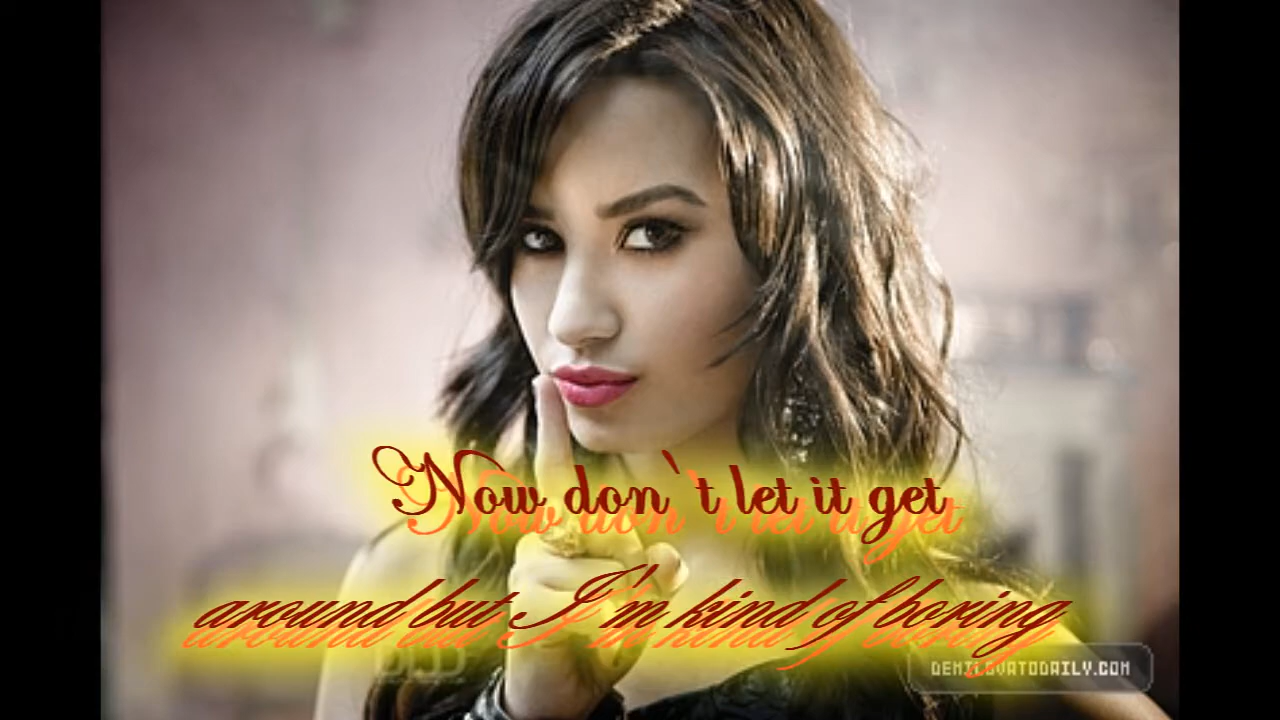 Now don`t let it get
around but I'm kind of boring
DEMILOVATODAILY.COM